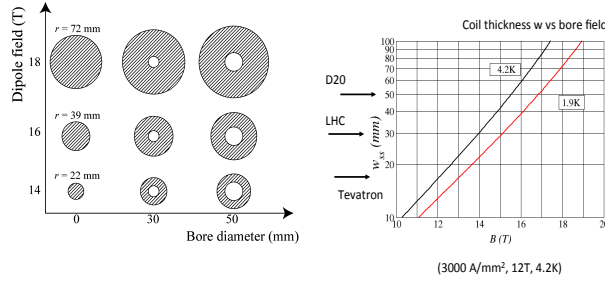 Dipole field (T)
r = 72 mm
18
r = 39 mm
16
r = 22 mm
14
0
30
50
Bore diameter (mm)
Coil thickness w vs bore field
100
90
80
70
60
50
40
30
20
10
4.2K
1.9K
D20
LHC
Tevatron
w_ss (mm)
10
12
14
16
18
20
B (T)
(3000 A/mm², 12T, 4.2K)